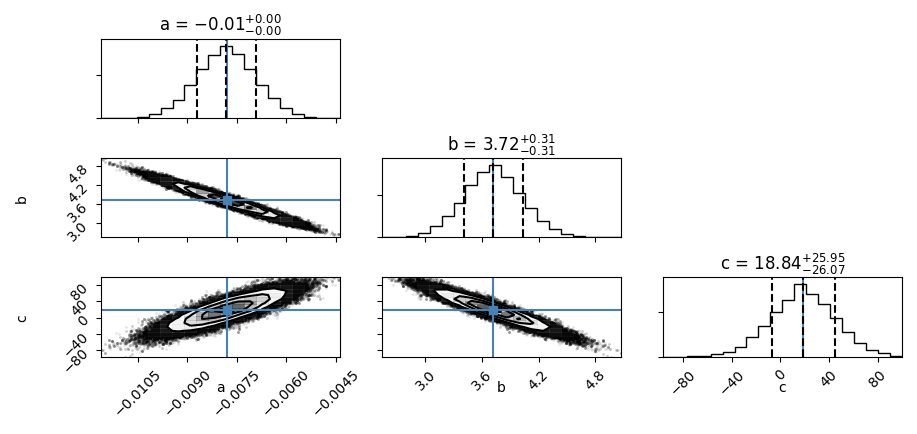 a = −0.01+0.00−0.00
b = 3.72+0.31−0.31
b
4.8
4.2
3.6
3.0
c = 18.84+25.95−26.07
c
80
40
0
−40
−80
−0.0105 −0.0090 −0.0075 −0.0060 −0.0045
a
3.0 3.6 4.2 4.8
b
−80 −40 0 40 80
c